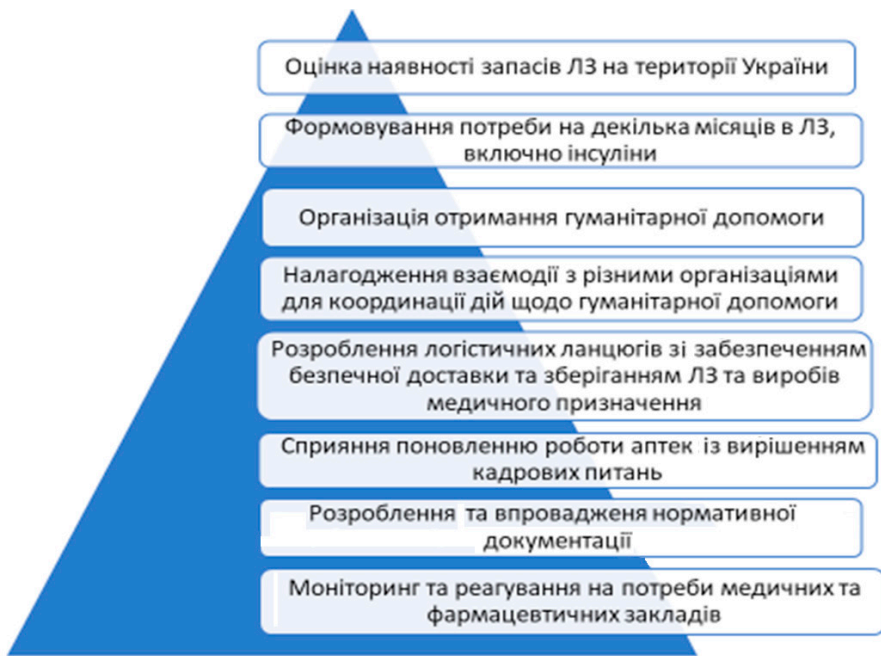 Оцінка наявності запасів ЛЗ на території України
Формовування потреби на декілька місяців в ЛЗ,
включно інсуліни
Організація отримання гуманітарної допомоги
Налагодження взаємодії з різними організаціями
для координації дій щодо гуманітарної допомоги
Розроблення логістичних ланцюгів зі забезпеченням
безпечної доставки та зберіганням ЛЗ та виробів
медичного призначення
Сприяння поновленню роботи аптек із вирішенням
кадрових питань
Розроблення та впровадженя нормативної
документації
Моніторинг та реагування на потреби медичних та
фармацевтичних закладів